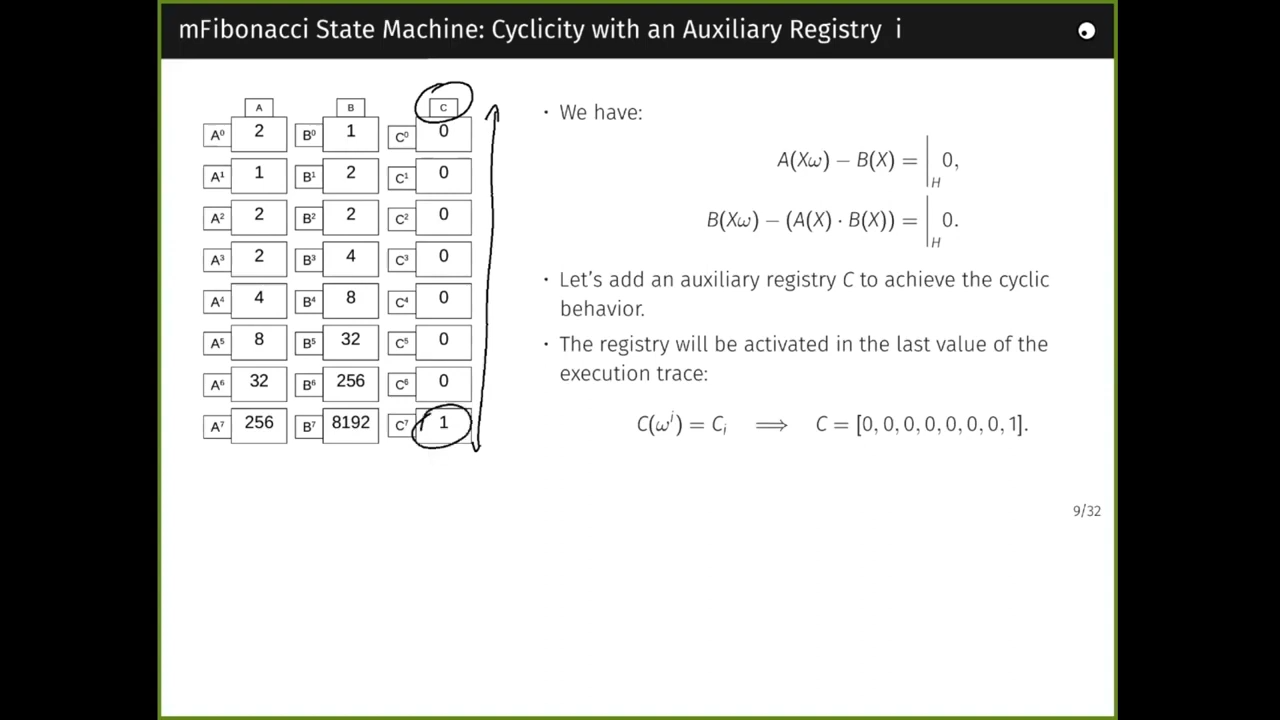 mFibonacci State Machine: Cyclicity with an Auxiliary Registry i
A B C
A⁰ 2 B⁰ 1 C⁰ 0
A¹ 1 B¹ 2 C¹ 0
A² 2 B² 2 C² 0
A³ 2 B³ 4 C³ 0
A⁴ 4 B⁴ 8 C⁴ 0
A⁵ 8 B⁵ 32 C⁵ 0
A⁶ 32 B⁶ 256 C⁶ 0
A⁷ 256 B⁷ 8192 C⁷ 1
· We have:
A(Xω) − B(X) = |_H 0,
B(Xω) − (A(X) · B(X)) = |_H 0.
· Let's add an auxiliary registry C to achieve the cyclic
behavior.
· The registry will be activated in the last value of the
execution trace:
C(ωⁱ) = Cᵢ ⟹ C = [0, 0, 0, 0, 0, 0, 0, 1].
9/32